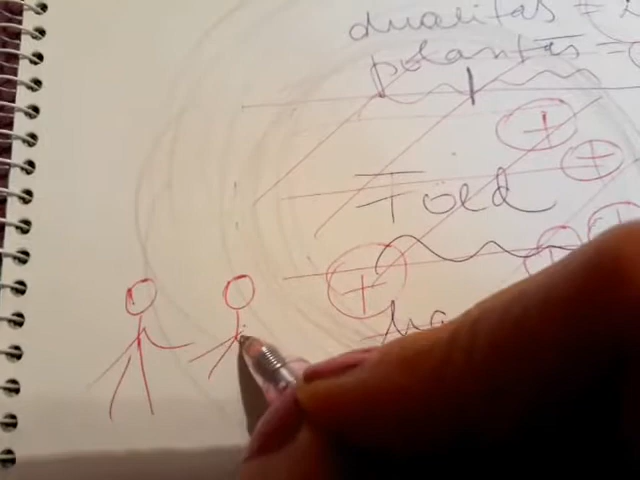 dualitás =
polaritás =
+
+
Föld
+